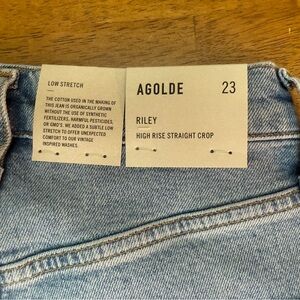 LOW STRETCH
THE COTTON USED IN THE MAKING OF
THIS JEAN IS ORGANICALLY GROWN
WITHOUT THE USE OF SYNTHETIC
FERTILIZERS, HARMFUL PESTICIDES,
OR GMO'S. WE ADDED A SUBTLE LOW
STRETCH TO OFFER UNEXPECTED
COMFORT TO OUR VINTAGE
INSPIRED WASHES.
AGOLDE 23
RILEY
HIGH RISE STRAIGHT CROP